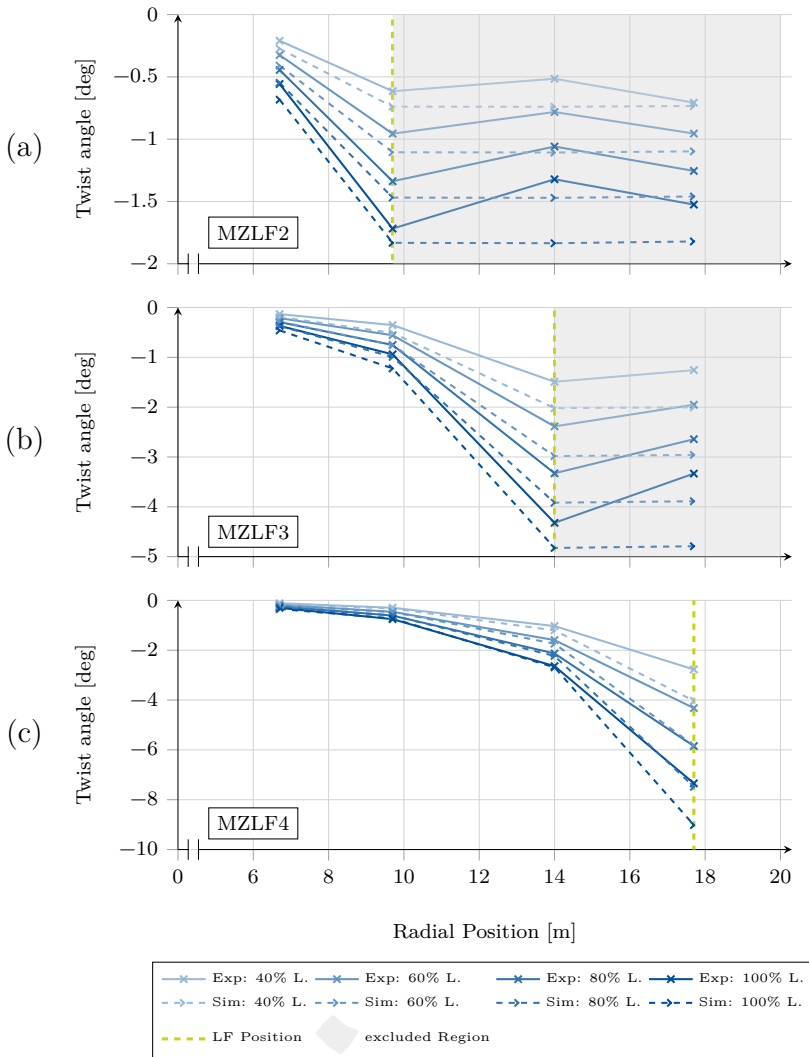 0
−0.5
−1
−1.5
−2
Twist angle [deg]
(a)
MZLF2
0
−1
−2
−3
−4
−5
Twist angle [deg]
(b)
MZLF3
0
−2
−4
−6
−8
−10
Twist angle [deg]
(c)
MZLF4
0 6 8 10 12 14 16 18 20
Radial Position [m]
Exp: 40% L. Exp: 60% L. Exp: 80% L. Exp: 100% L.
Sim: 40% L. Sim: 60% L. Sim: 80% L. Sim: 100% L.
LF Position excluded Region